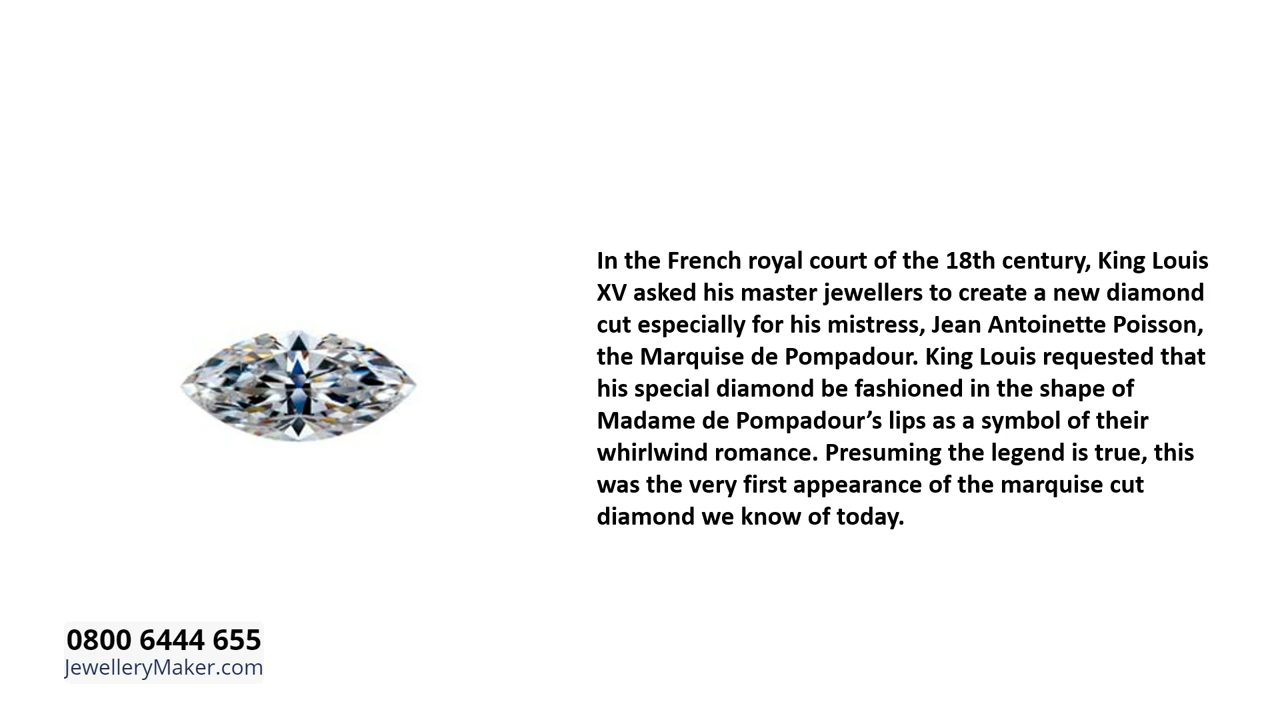 In the French royal court of the 18th century, King Louis
XV asked his master jewellers to create a new diamond
cut especially for his mistress, Jean Antoinette Poisson,
the Marquise de Pompadour. King Louis requested that
his special diamond be fashioned in the shape of
Madame de Pompadour’s lips as a symbol of their
whirlwind romance. Presuming the legend is true, this
was the very first appearance of the marquise cut
diamond we know of today.
0800 6444 655
JewelleryMaker.com